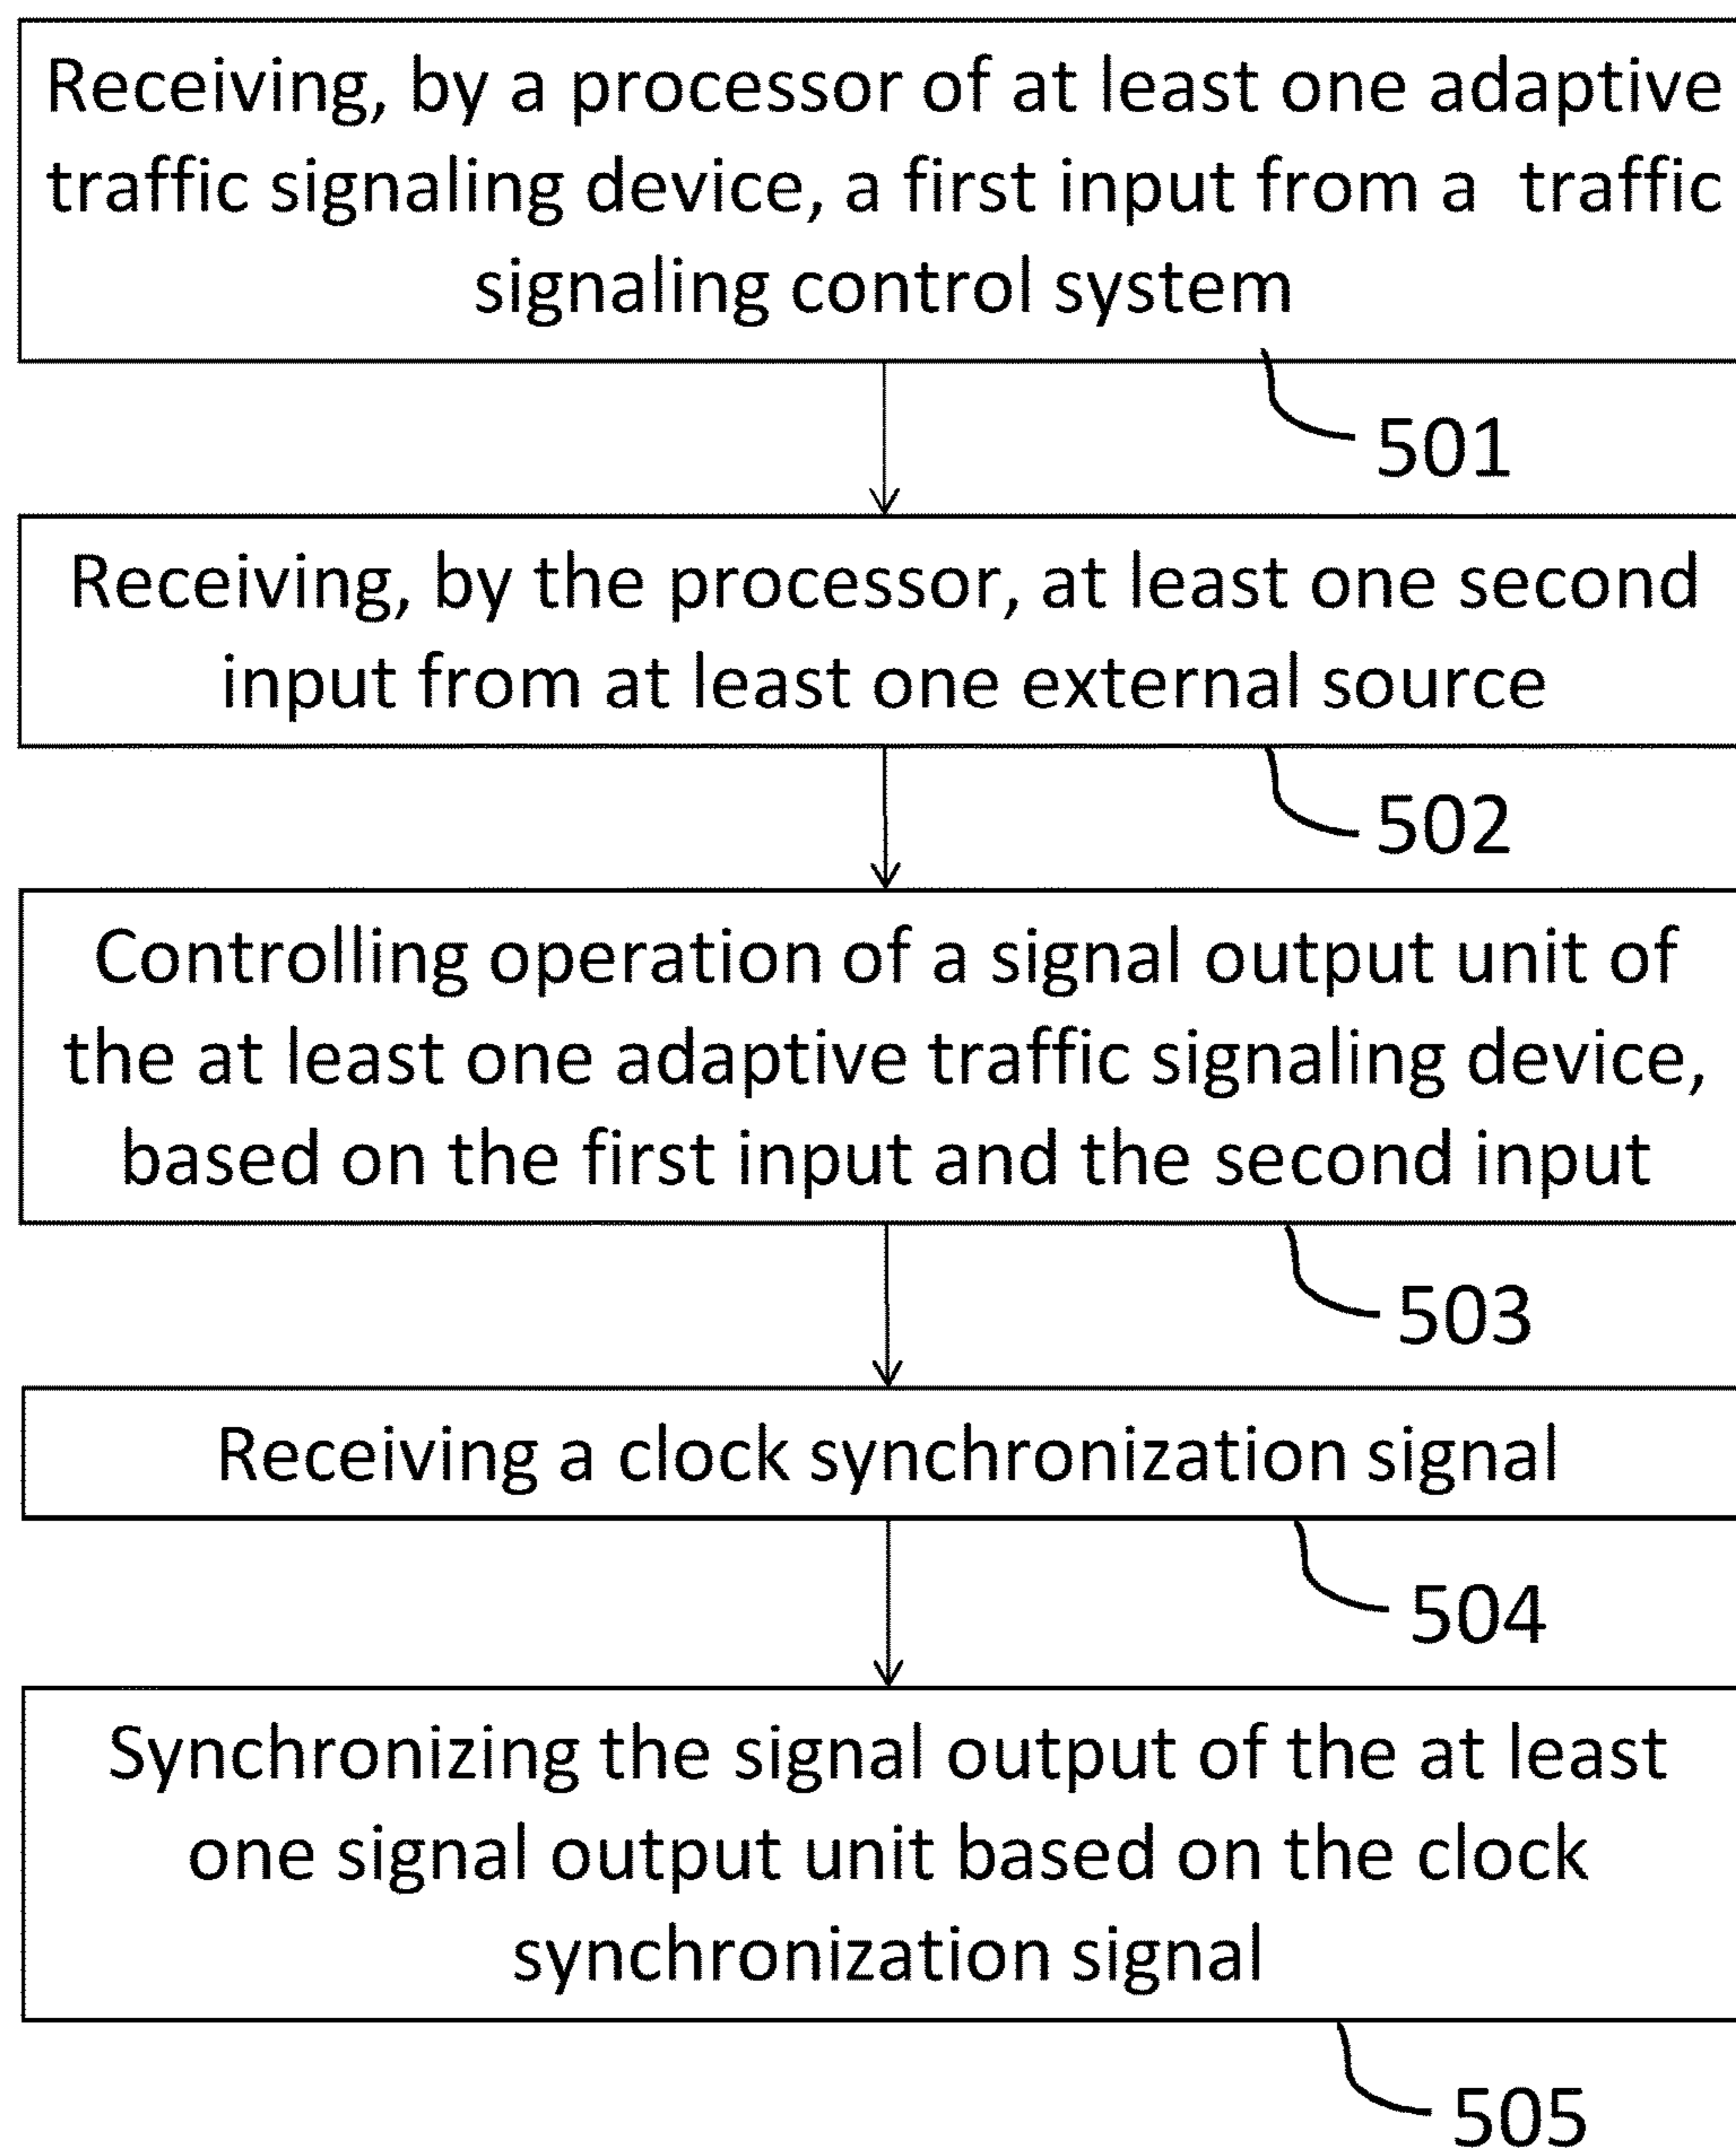 Receiving, by a processor of at least one adaptive
traffic signaling device, a first input from a traffic
signaling control system
501
Receiving, by the processor, at least one second
input from at least one external source
502
Controlling operation of a signal output unit of
the at least one adaptive traffic signaling device,
based on the first input and the second input
503
Receiving a clock synchronization signal
504
Synchronizing the signal output of the at least
one signal output unit based on the clock
synchronization signal
505